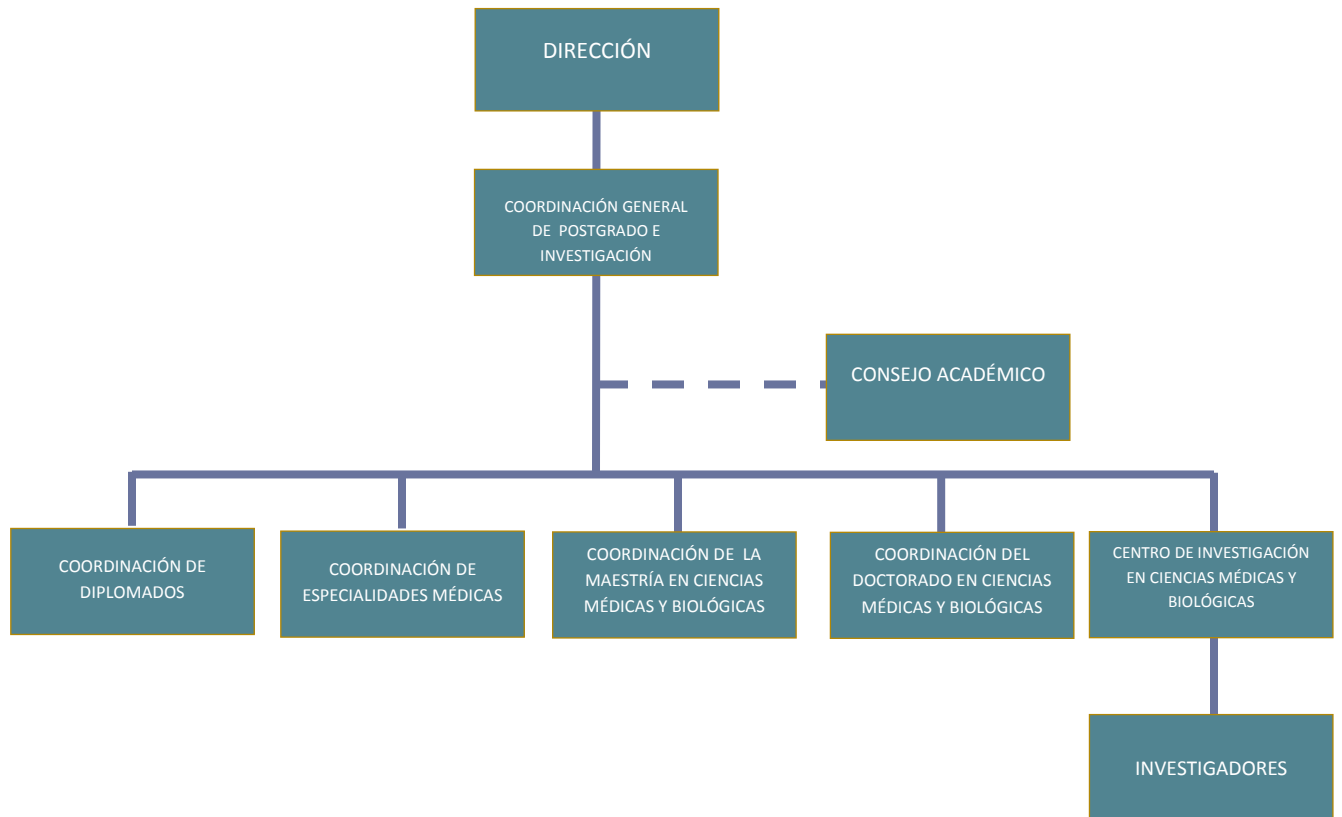 DIRECCIÓN
COORDINACIÓN GENERAL
DE POSTGRADO E
INVESTIGACIÓN
CONSEJO ACADÉMICO
COORDINACIÓN DE
DIPLOMADOS
COORDINACIÓN DE
ESPECIALIDADES MÉDICAS
COORDINACIÓN DE LA
MAESTRÍA EN CIENCIAS
MÉDICAS Y BIOLÓGICAS
COORDINACIÓN DEL
DOCTORADO EN CIENCIAS
MÉDICAS Y BIOLÓGICAS
CENTRO DE INVESTIGACIÓN
EN CIENCIAS MÉDICAS Y
BIOLÓGICAS
INVESTIGADORES